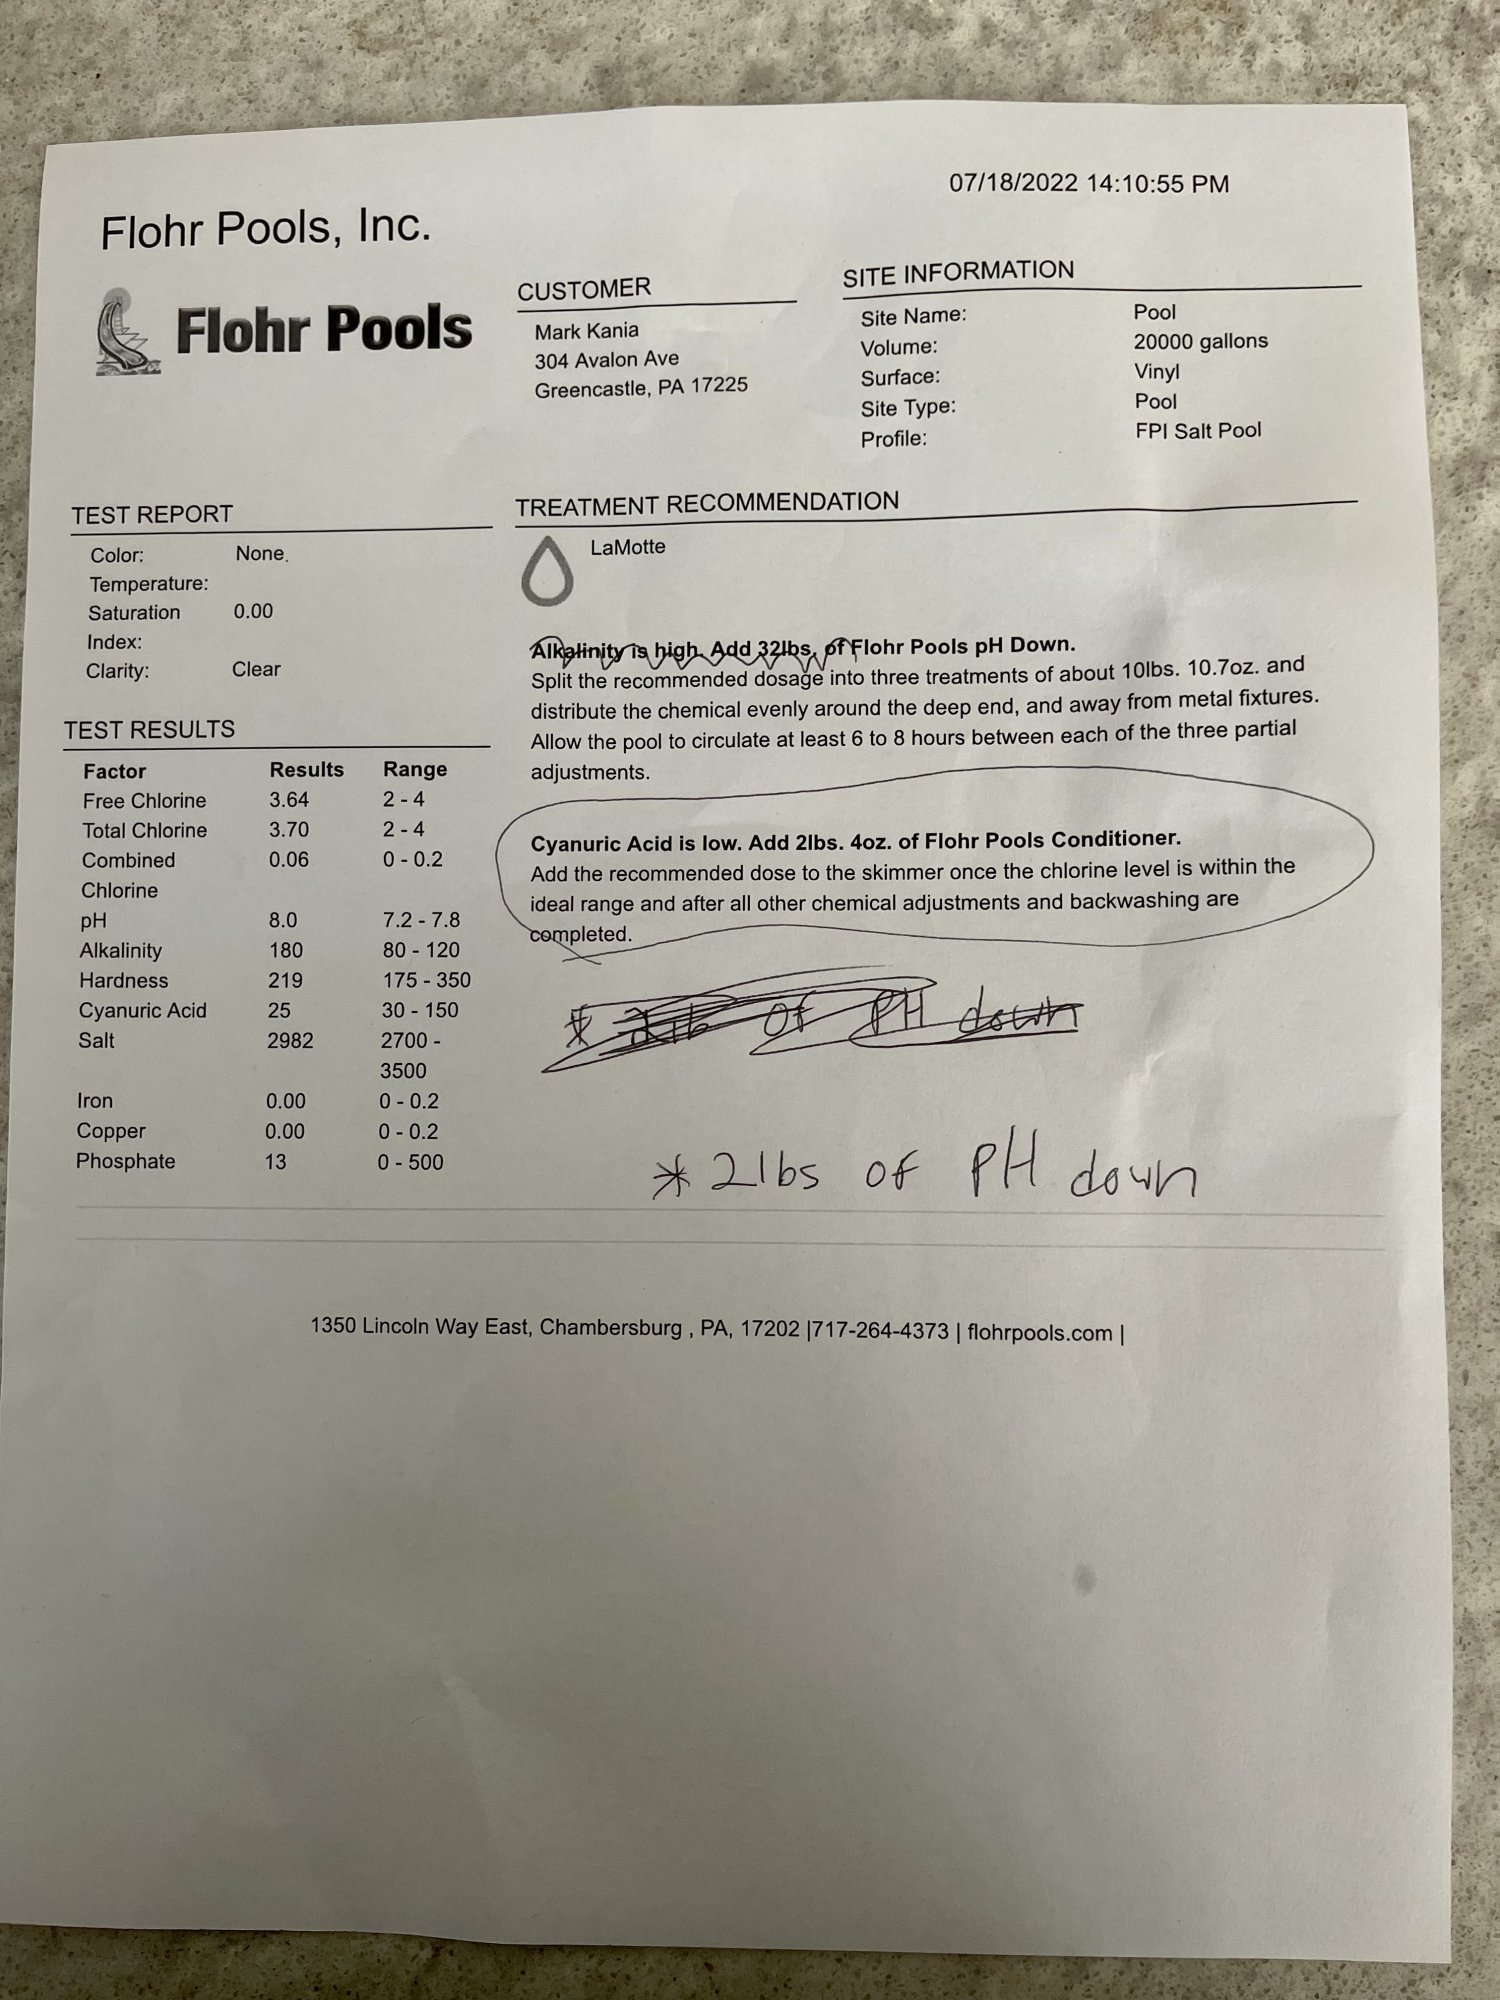 07/18/2022 14:10:55 PM
Flohr Pools, Inc.
Flohr Pools
CUSTOMER
Mark Kania
304 Avalon Ave
Greencastle, PA 17225
SITE INFORMATION
Site Name: Pool
Volume: 20000 gallons
Surface: Vinyl
Site Type: Pool
Profile: FPI Salt Pool
TEST REPORT
Color: None.
Temperature:
Saturation 0.00
Index:
Clarity: Clear
TEST RESULTS
Factor Results Range
Free Chlorine 3.64 2 - 4
Total Chlorine 3.70 2 - 4
Combined 0.06 0 - 0.2
Chlorine
pH 8.0 7.2 - 7.8
Alkalinity 180 80 - 120
Hardness 219 175 - 350
Cyanuric Acid 25 30 - 150
Salt 2982 2700 -
3500
Iron 0.00 0 - 0.2
Copper 0.00 0 - 0.2
Phosphate 13 0 - 500
TREATMENT RECOMMENDATION
LaMotte
Alkalinity is high. Add 32lbs. of Flohr Pools pH Down.
Split the recommended dosage into three treatments of about 10lbs. 10.7oz. and
distribute the chemical evenly around the deep end, and away from metal fixtures.
Allow the pool to circulate at least 6 to 8 hours between each of the three partial
adjustments.
Cyanuric Acid is low. Add 2lbs. 4oz. of Flohr Pools Conditioner.
Add the recommended dose to the skimmer once the chlorine level is within the
ideal range and after all other chemical adjustments and backwashing are
completed.
* of PH down
* 2lbs of PH down
1350 Lincoln Way East, Chambersburg , PA, 17202 |717-264-4373 | flohrpools.com |